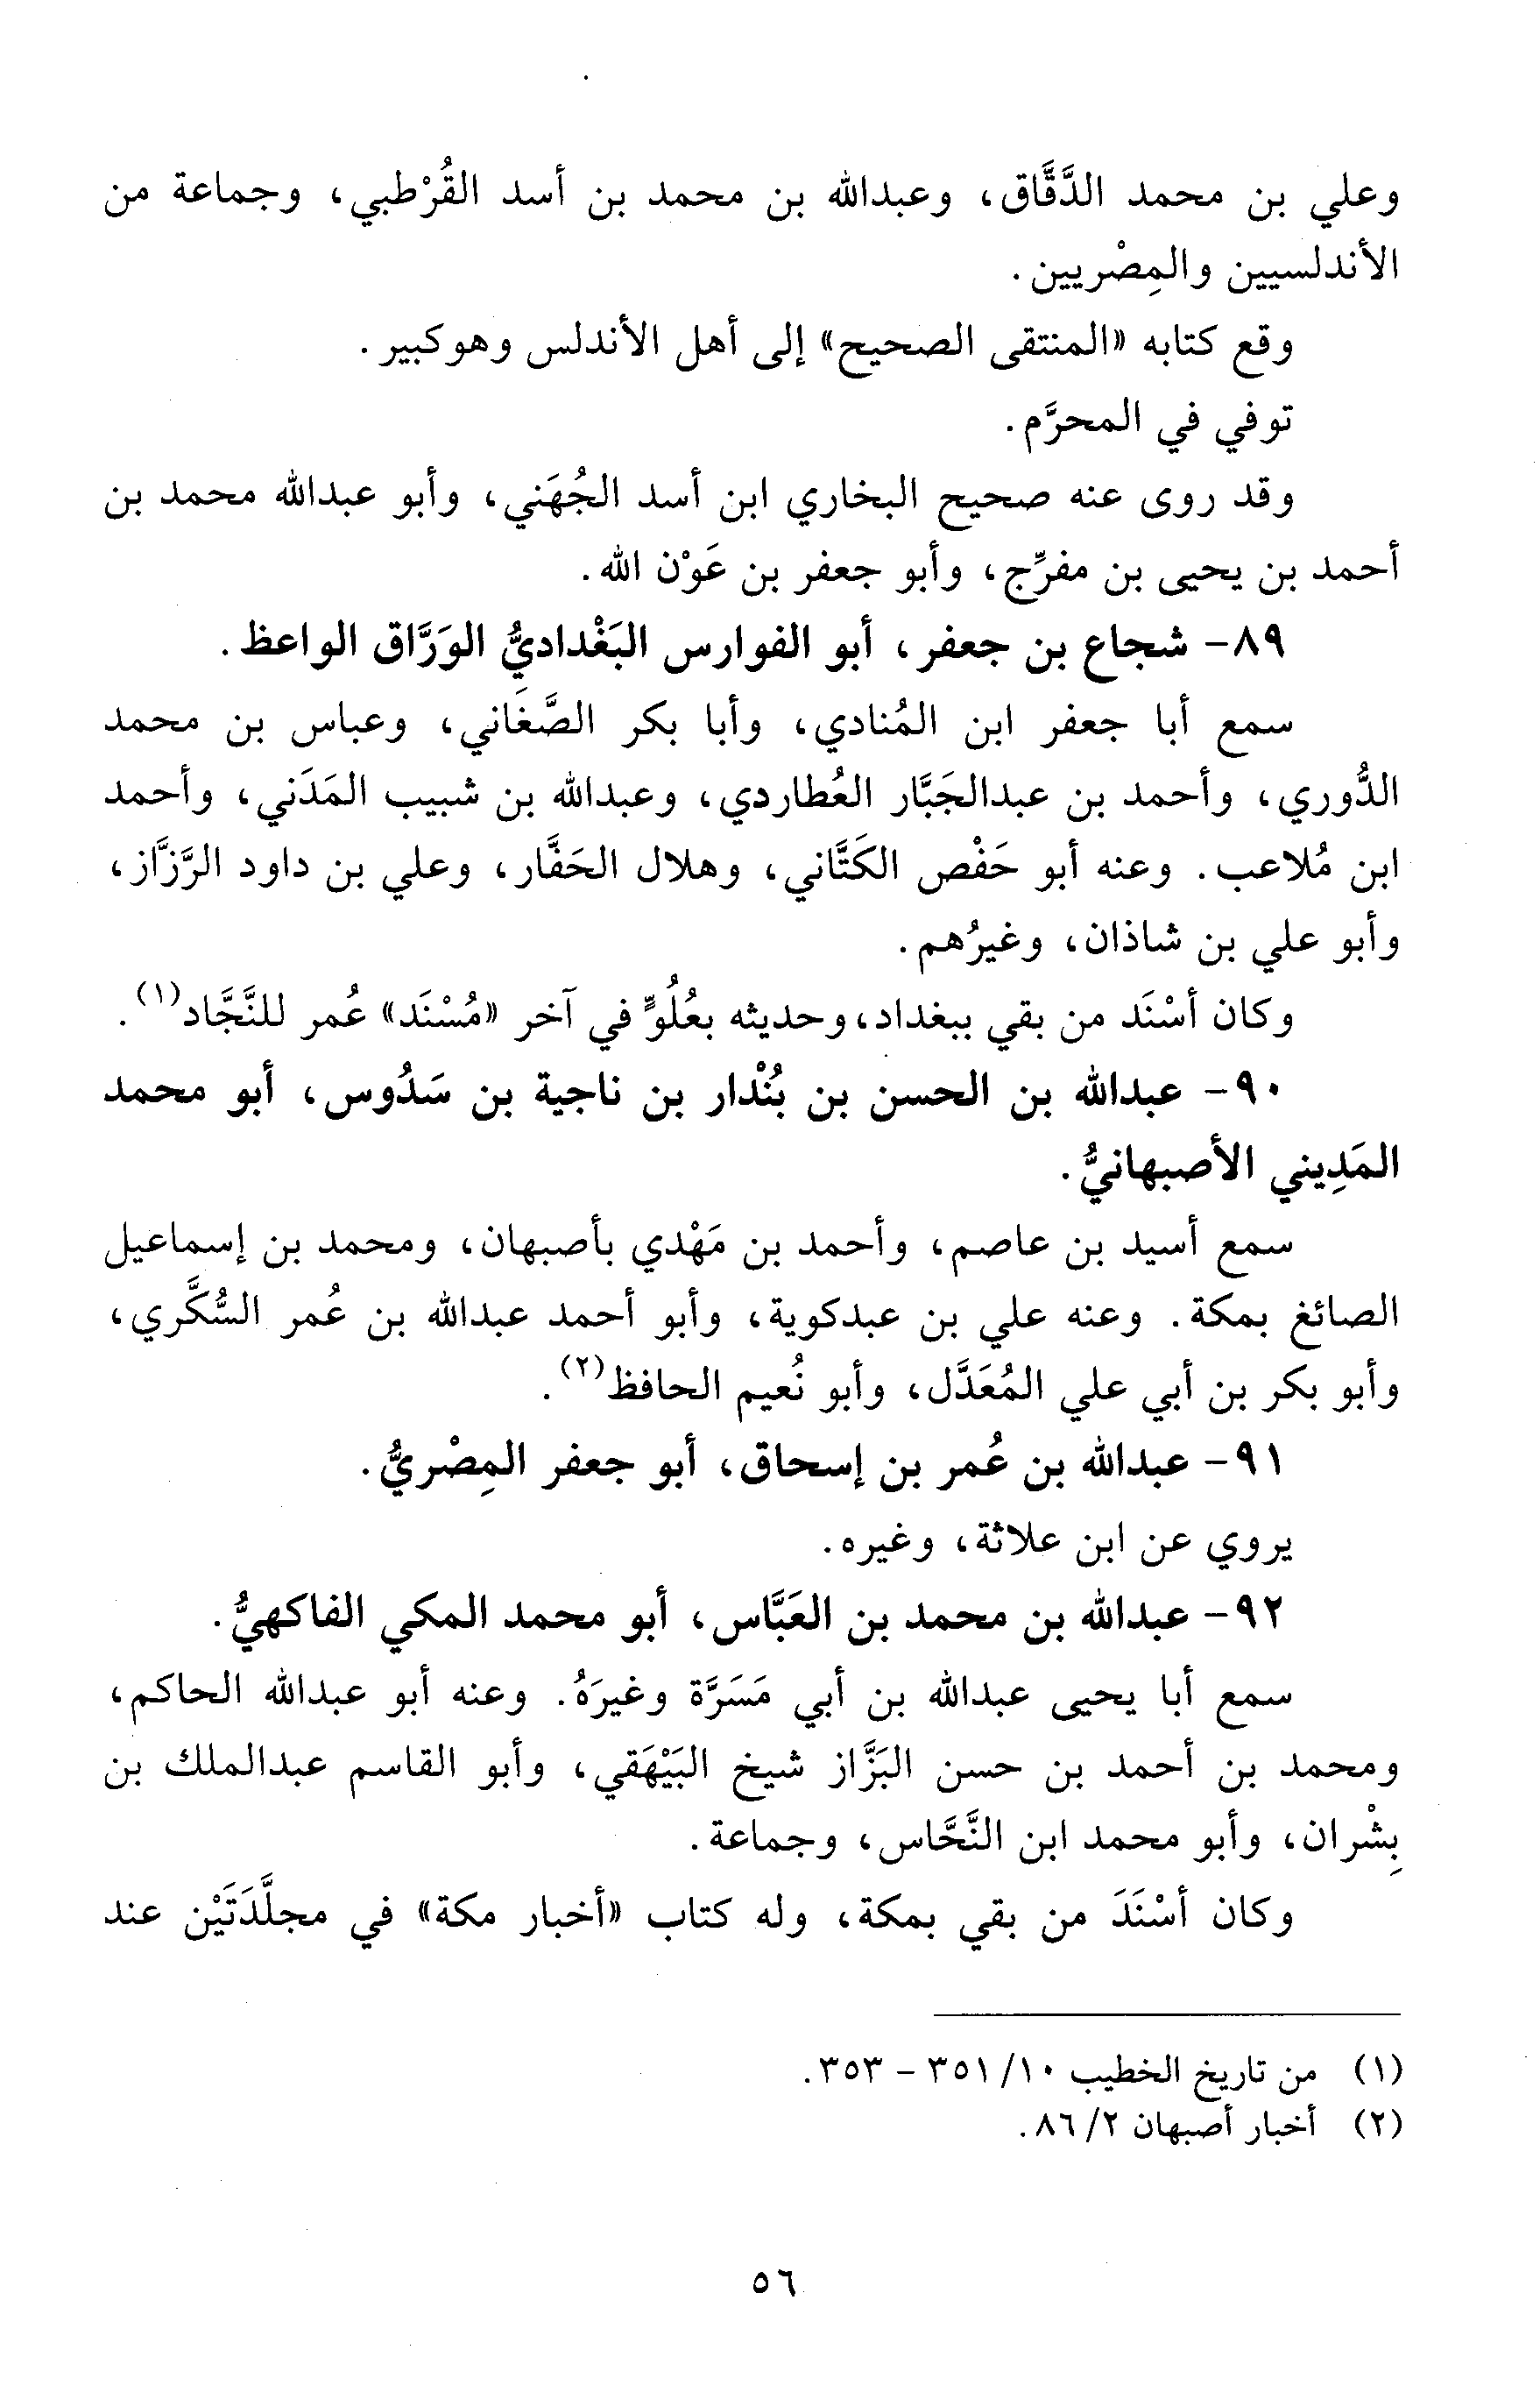 وعلي بن محمد الدَّقَّاق، وعبدالله بن محمد بن أسد القُرْطبي، وجماعة من
الأندلسيين والمِصْريين.
وقع كتابه «المنتقى الصحيح» إلى أهل الأندلس وهو كبير.
توفي في المحرَّم.
وقد روى عنه صحيح البخاري ابن أسد الجُهَني، وأبو عبدالله محمد بن
أحمد بن يحيى بن مفرِّج، وأبو جعفر بن عَوْن الله.
٨٩- شجاع بن جعفر، أبو الفوارس البَغْداديُّ الوَرَّاق الواعظ.
سمع أبا جعفر ابن المُنادي، وأبا بكر الصَّغَاني، وعباس بن محمد
الدُّوري، وأحمد بن عبدالجَبَّار العُطاردي، وعبدالله بن شبيب المَدَني، وأحمد
ابن مُلاعب. وعنه أبو حَفْص الكَتَّاني، وهلال الحَفَّار، وعلي بن داود الرَّزاَّز،
وأبو علي بن شاذان، وغيرُهم.
وكان أسْنَد من بقي ببغداد، وحديثه بعُلُوٍّ في آخر «مُسْنَد» عُمر للنَّجَّاد(١).
٩٠- عبدالله بن الحسن بن بُنْدار بن ناجية بن سَدُوس، أبو محمد
المَدِيني الأصبهانيُّ.
سمع أسيد بن عاصم، وأحمد بن مَهْدي بأصبهان، ومحمد بن إسماعيل
الصائغ بمكة. وعنه علي بن عبدكوية، وأبو أحمد عبدالله بن عُمر السُّكَّري،
وأبو بكر بن أبي علي المُعَدَّل، وأبو نُعيم الحافظ(٢).
٩١- عبدالله بن عُمر بن إسحاق، أبو جعفر المِصْريُّ.
يروي عن ابن علاثة، وغيره.
٩٢- عبدالله بن محمد بن العَبَّاس، أبو محمد المكي الفاكهيُّ.
سمع أبا يحيى عبدالله بن أبي مَسَرَّة وغيرَهُ. وعنه أبو عبدالله الحاكم،
ومحمد بن أحمد بن حسن البَزَّاز شيخ البَيْهَقي، وأبو القاسم عبدالملك بن
بِشْران، وأبو محمد ابن النَّحَّاس، وجماعة.
وكان أسْنَدَ من بقي بمكة، وله كتاب «أخبار مكة» في مجلَّدَتَيْن عند
(١) من تاريخ الخطيب ١٠/ ٣٥١ - ٣٥٣.
(٢) أخبار أصبهان ٢/ ٨٦.
٥٦